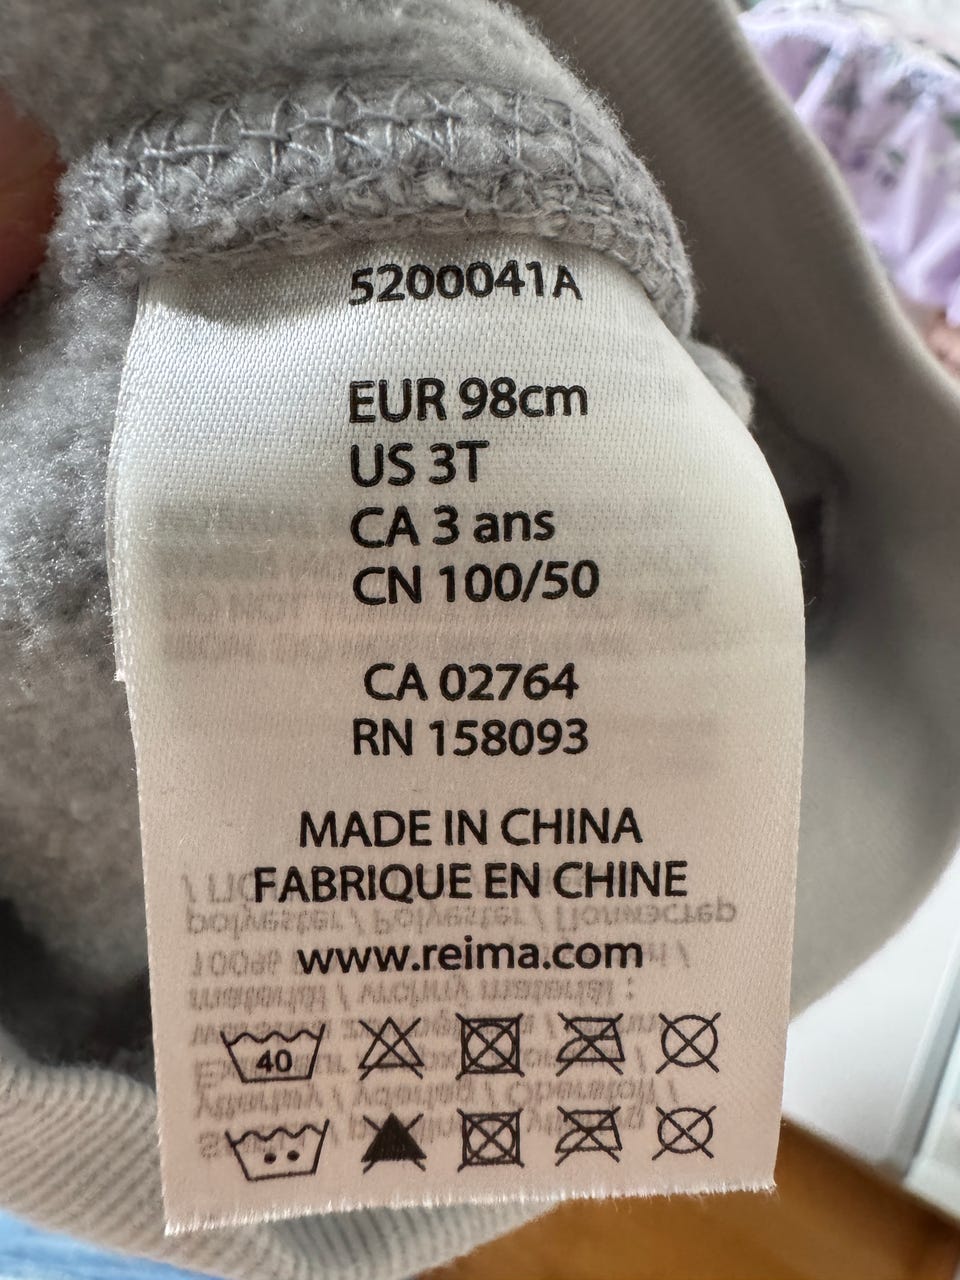 5200041A
EUR 98cm
US 3T
CA 3 ans
CN 100/50
CA 02764
RN 158093
MADE IN CHINA
FABRIQUE EN CHINE
www.reima.com
40